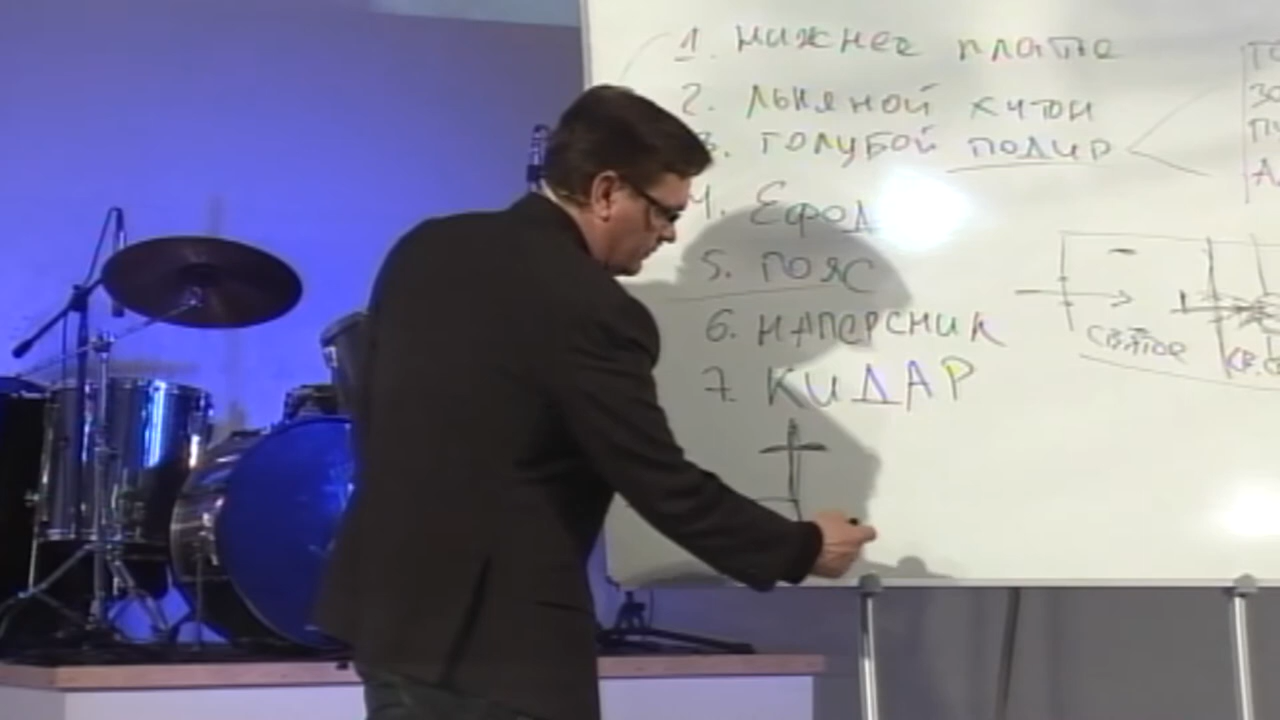 1. нижнее платье
2. льняной хитон
3. голубой подир
4. Ефод
5. пояс
6. наперсник
7. КИДАР
святое